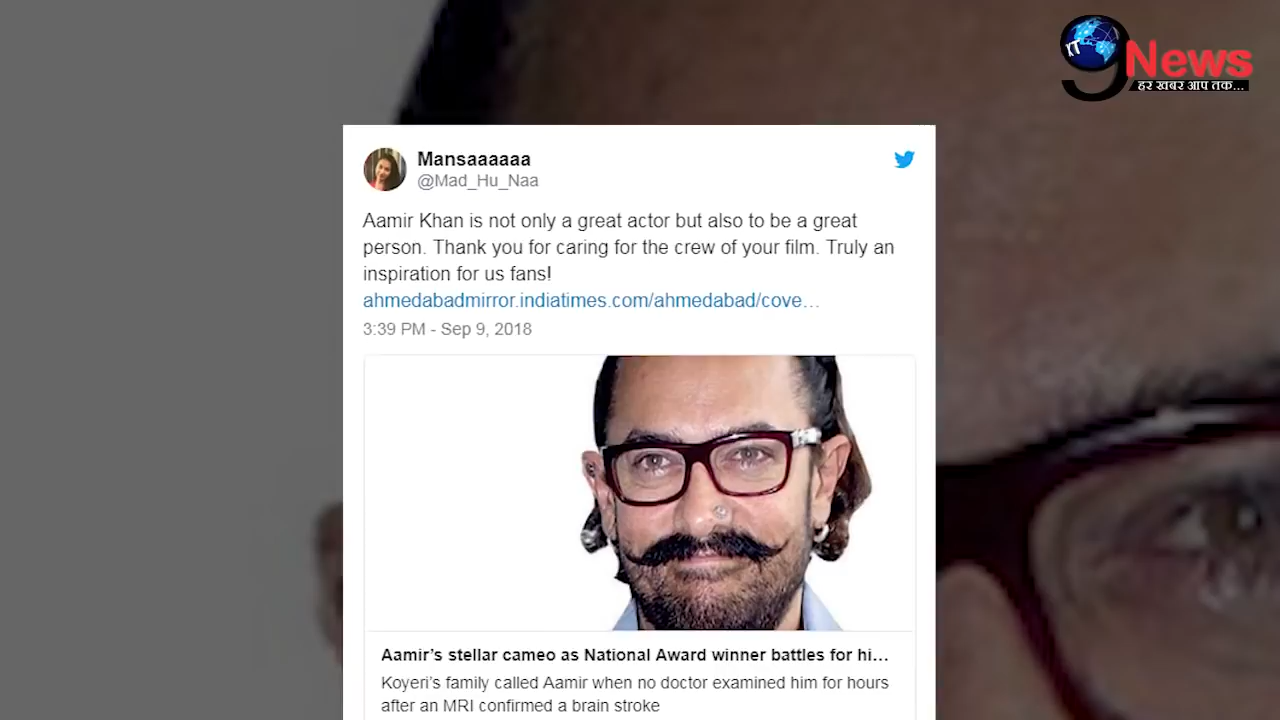 IT
9 News
हर खबर आप तक...
Mansaaaaaa
@Mad_Hu_Naa
Aamir Khan is not only a great actor but also to be a great
person. Thank you for caring for the crew of your film. Truly an
inspiration for us fans!
ahmedabadmirror.indiatimes.com/ahmedabad/cove…
3:39 PM - Sep 9, 2018
Aamir’s stellar cameo as National Award winner battles for hi…
Koyeri’s family called Aamir when no doctor examined him for hours
after an MRI confirmed a brain stroke